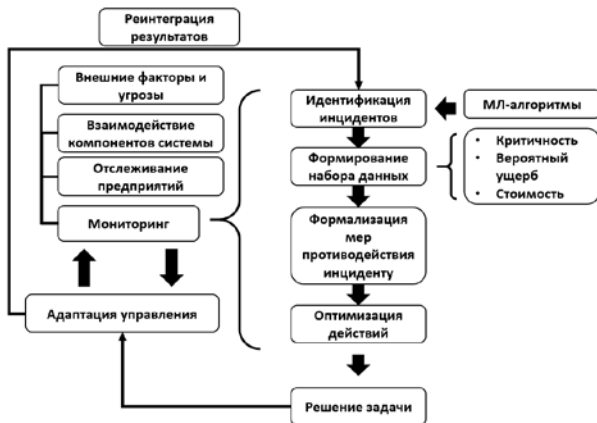 Реинтеграция
результатов
Внешние факторы и
угрозы
Взаимодействие
компонентов системы
Отслеживание
предприятий
Мониторинг
Адаптация управления
Идентификация
инцидентов
МЛ-алгоритмы
Формирование
набора данных
• Критичность
• Вероятный
ущерб
• Стоимость
Формализация
мер
противодействия
инциденту
Оптимизация
действий
Решение задачи